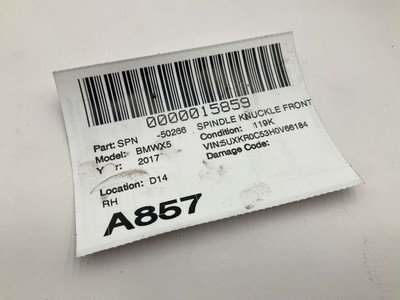 0000015859
Part: SPN -50266 SPINDLE KNUCKLE FRONT
Model: BMWX5 Condition: 119K
Year: 2017 VIN:5UXKR0C53H0V66184
Damage Code:
Location: D14
RH
A857